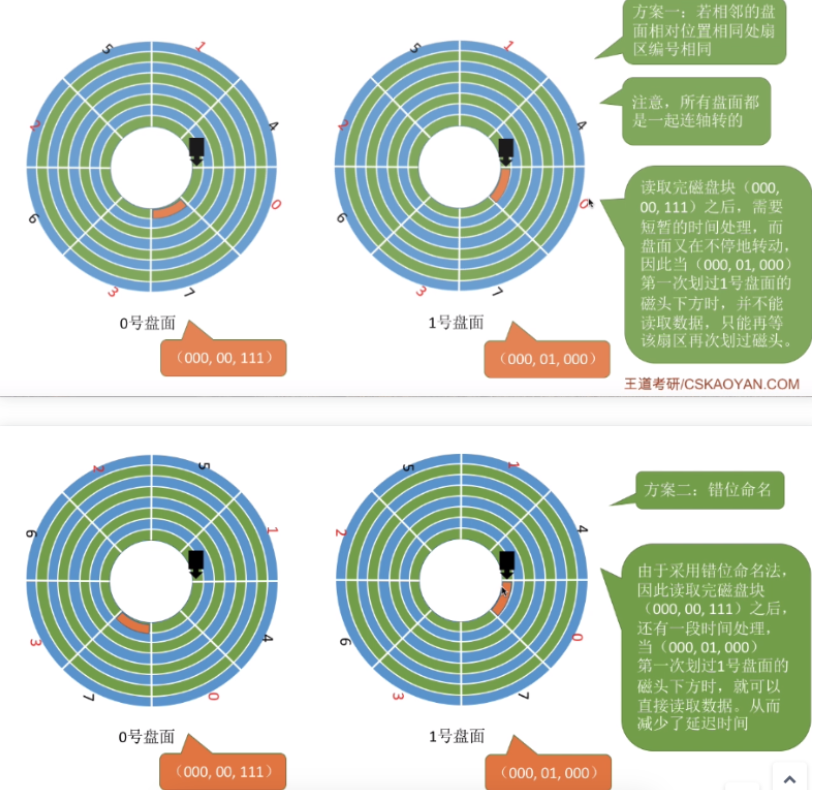 方案一：若相邻的盘
面相对位置相同处扇
区编号相同
5
1
2
4
6
0
3
7
5
1
2
4
6
0
3
7
注意，所有盘面都
是一起连轴转的
读取完磁盘块（000,
00, 111）之后，需要
短暂的时间处理，而
盘面又在不停地转动，
因此当（000, 01, 000）
第一次划过1号盘面的
磁头下方时，并不能
读取数据，只能再等
该扇区再次划过磁头。
0号盘面
1号盘面
（000, 00, 111）
（000, 01, 000）
王道考研/CSKAOYAN.COM
2
5
6
1
3
4
7
0
5
1
2
4
6
0
3
7
方案二：错位命名
由于采用错位命名法，
因此读取完磁盘块
（000, 00, 111）之后，
还有一段时间处理，
当（000, 01, 000）
第一次划过1号盘面的
磁头下方时，就可以
直接读取数据。从而
减少了延迟时间
0号盘面
1号盘面
（000, 00, 111）
（000, 01, 000）